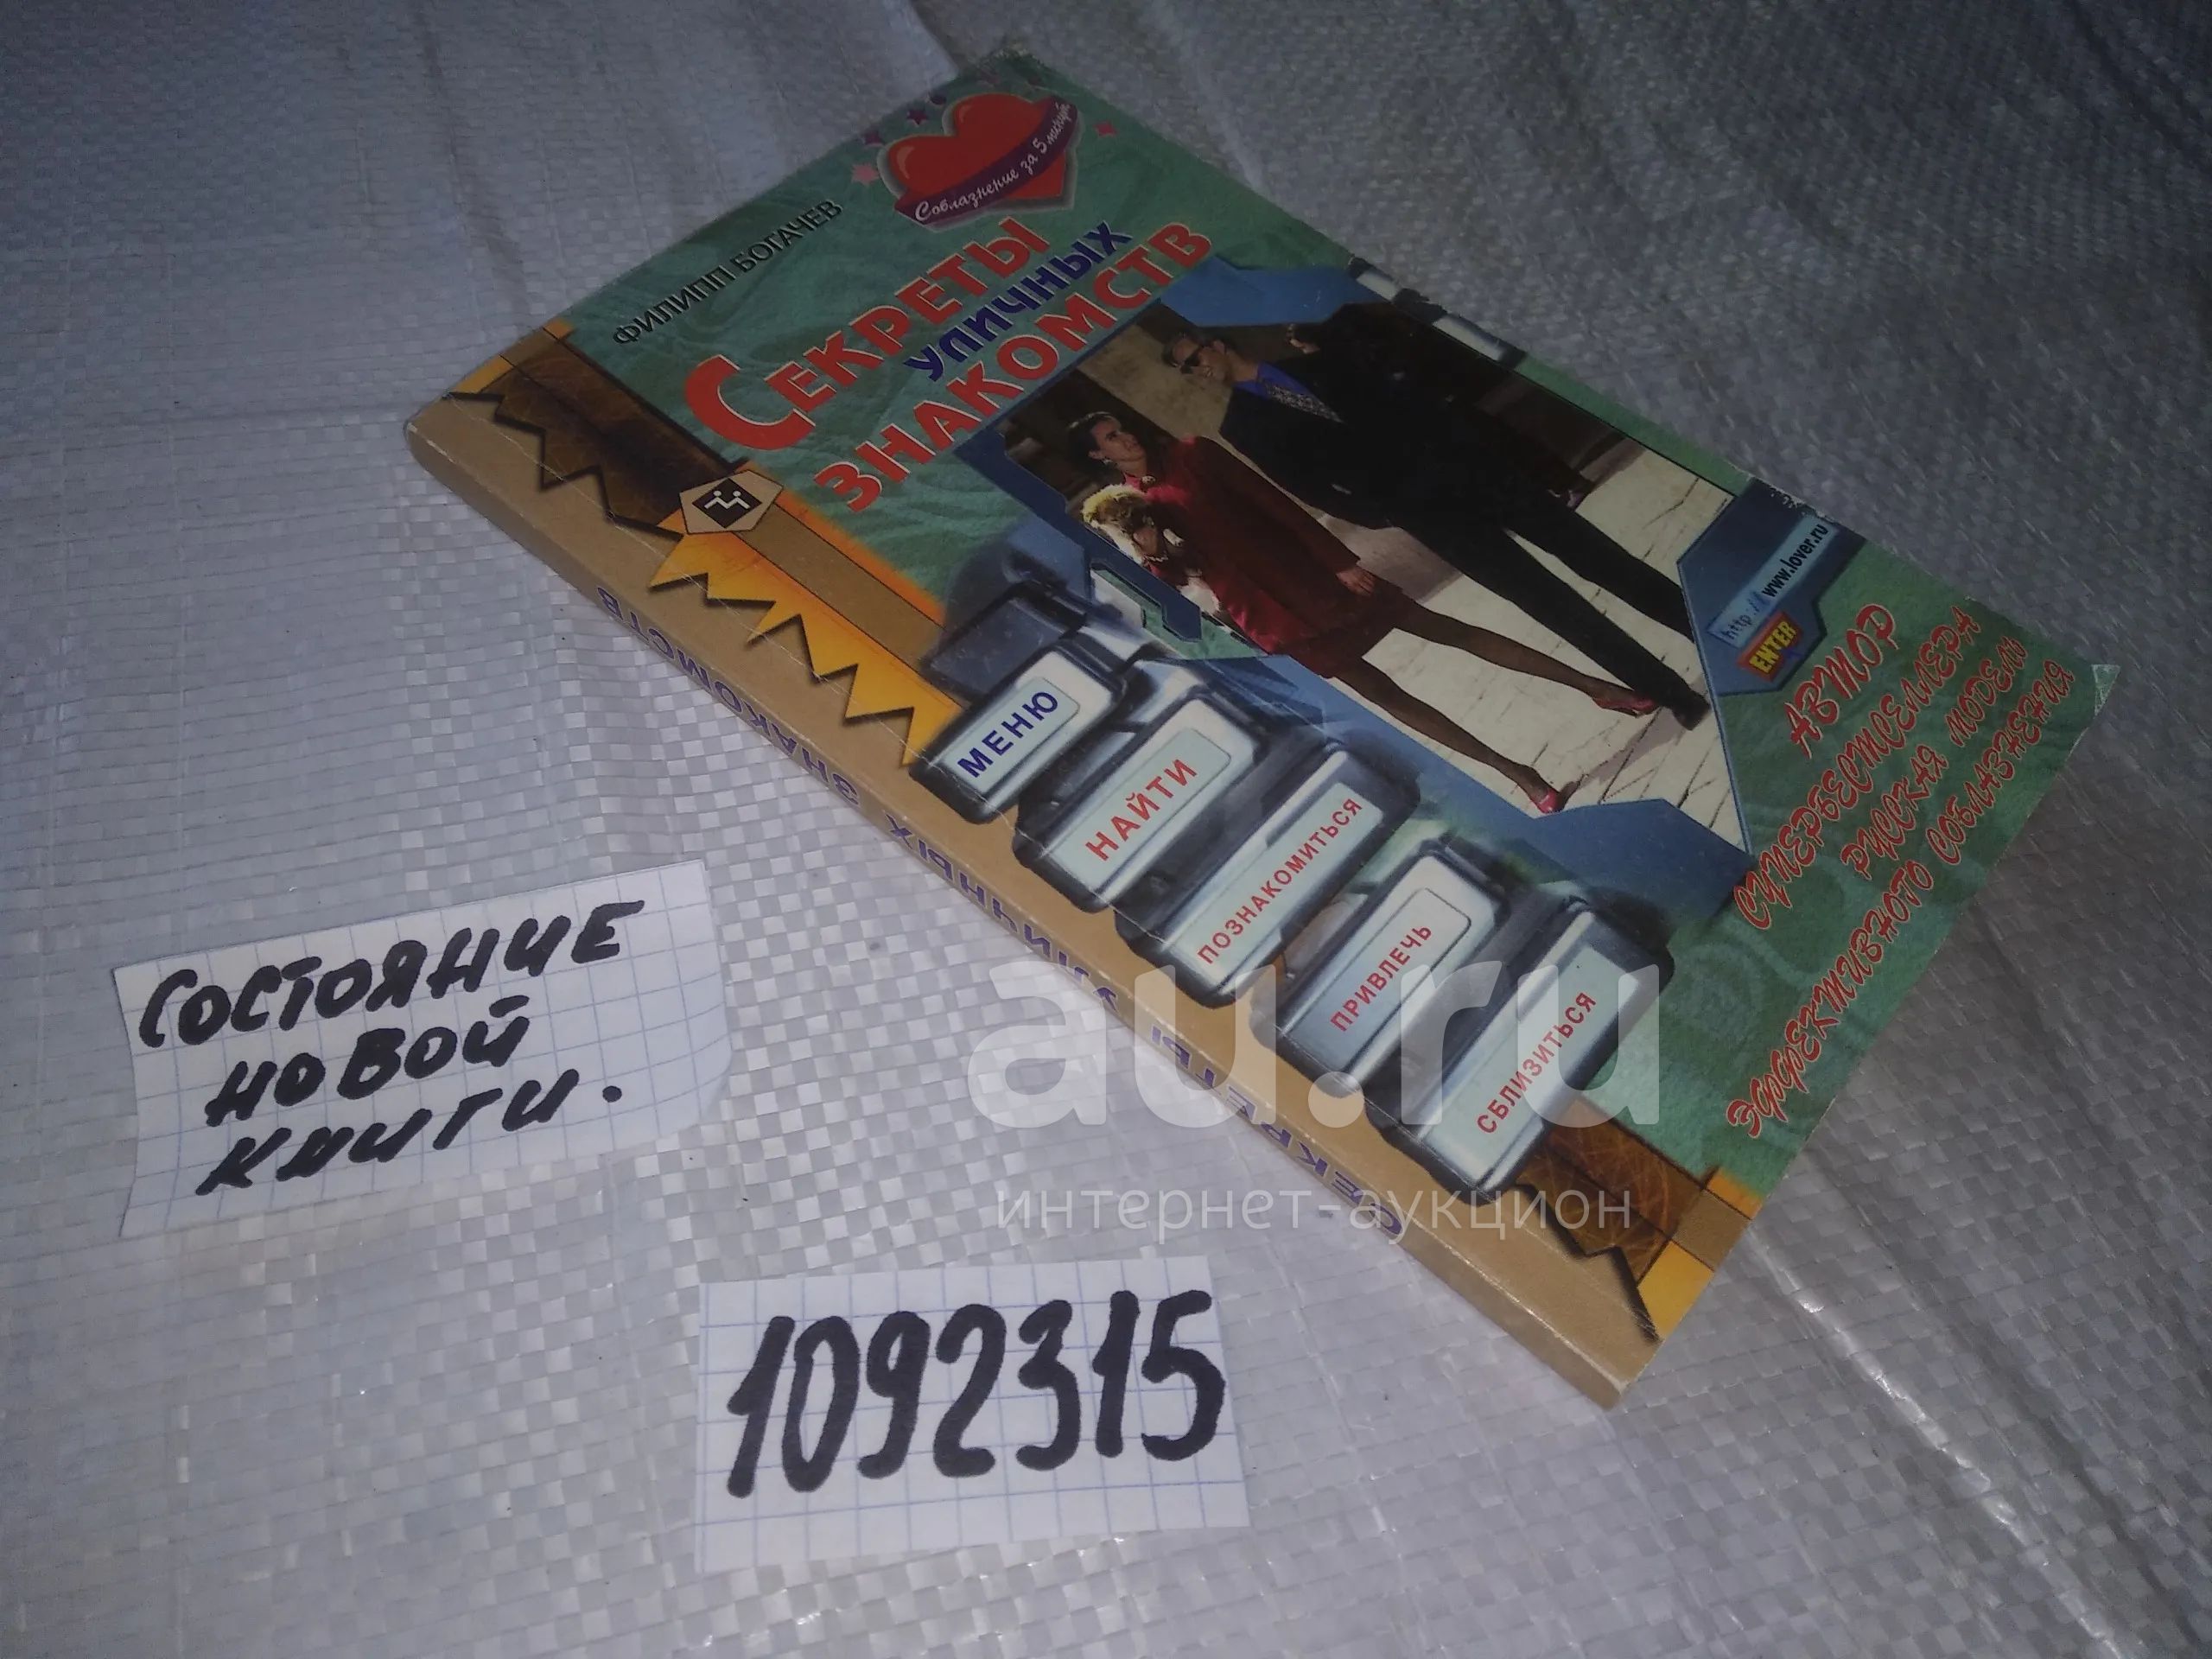 Соблазнение за 5 минут
ФИЛИПП БОГАЧЕВ
СЕКРЕТЫ
УЛИЧНЫХ
ЗНАКОМСТВ
http://www.lover.ru
ENTER
МЕНЮ
НАЙТИ
ПОЗНАКОМИТЬСЯ
ПРИВЛЕЧЬ
СБЛИЗИТЬСЯ
АВТОР
СУПЕРБЕСТСЕЛЛЕРА
РУССКАЯ МОДЕЛЬ
ЭФФЕКТИВНОГО СОБЛАЗНЕНИЯ
СЕКРЕТЫ УЛИЧНЫХ ЗНАКОМСТВ
СОСТОЯНИЕ
НОВОЙ
КНИГИ.
1092315
au.ru
интернет-аукцион